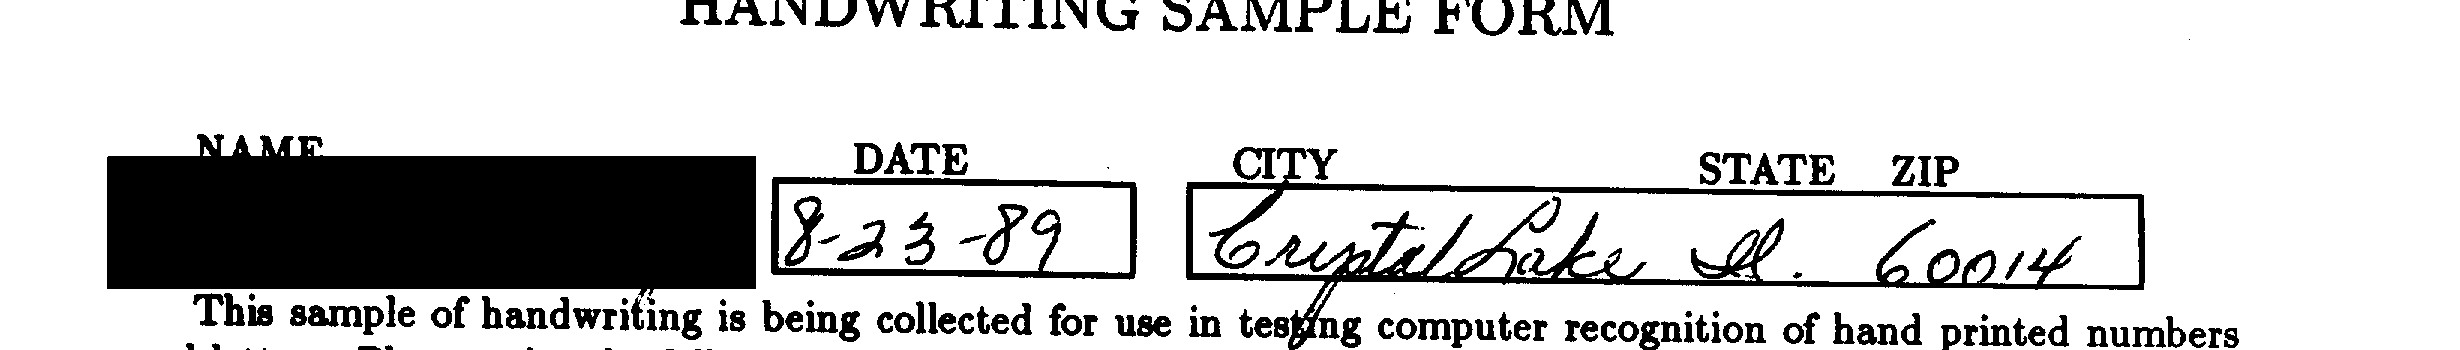 HANDWRITING SAMPLE FORM
NAME DATE CITY STATE ZIP
8-23-89 Crystal Lake Il. 60014
This sample of handwriting is being collected for use in testing computer recognition of hand printed numbers